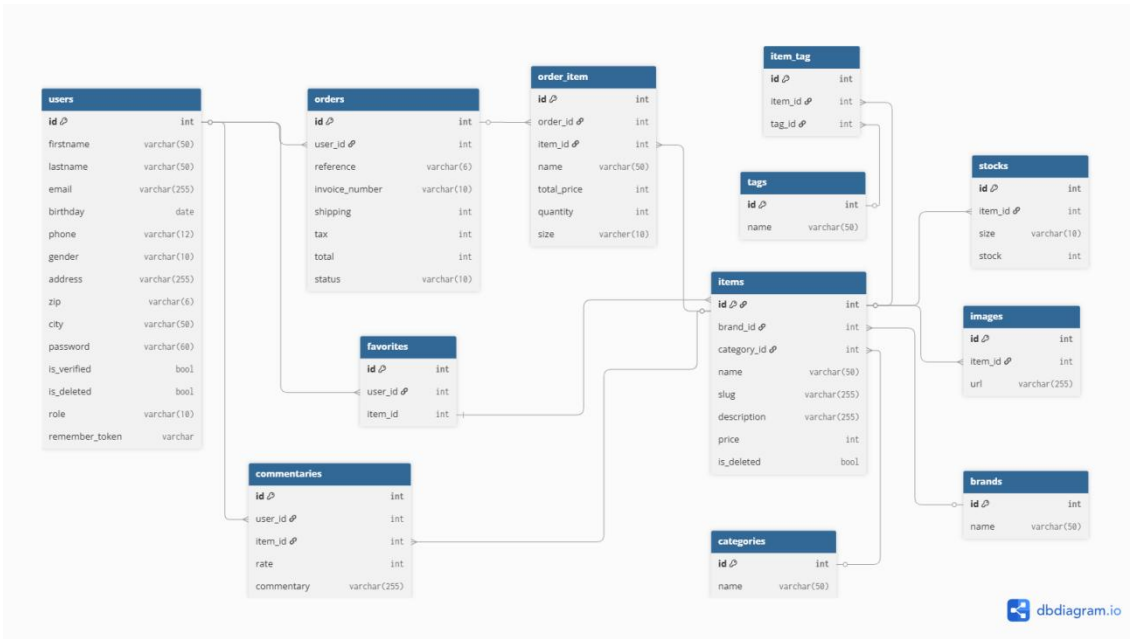 users
id int
firstname varchar(50)
lastname varchar(50)
email varchar(255)
birthday date
phone varchar(12)
gender varchar(10)
address varchar(255)
zip varchar(6)
city varchar(50)
password varchar(60)
is_verified bool
is_deleted bool
role varchar(10)
remember_token varchar
orders
id int
user_id int
reference varchar(6)
invoice_number varchar(10)
shipping int
tax int
total int
status varchar(10)
order_item
id int
order_id int
item_id int
name varchar(50)
total_price int
quantity int
size varcher(10)
item_tag
id int
item_id int
tag_id int
tags
id int
name varchar(50)
stocks
id int
item_id int
size varchar(10)
stock int
items
id int
brand_id int
category_id int
name varchar(50)
slug varchar(255)
description varchar(255)
price int
is_deleted bool
images
id int
item_id int
url varchar(255)
favorites
id int
user_id int
item_id int
commentaries
id int
user_id int
item_id int
rate int
commentary varchar(255)
brands
id int
name varchar(50)
categories
id int
name varchar(50)
dbdiagram.io